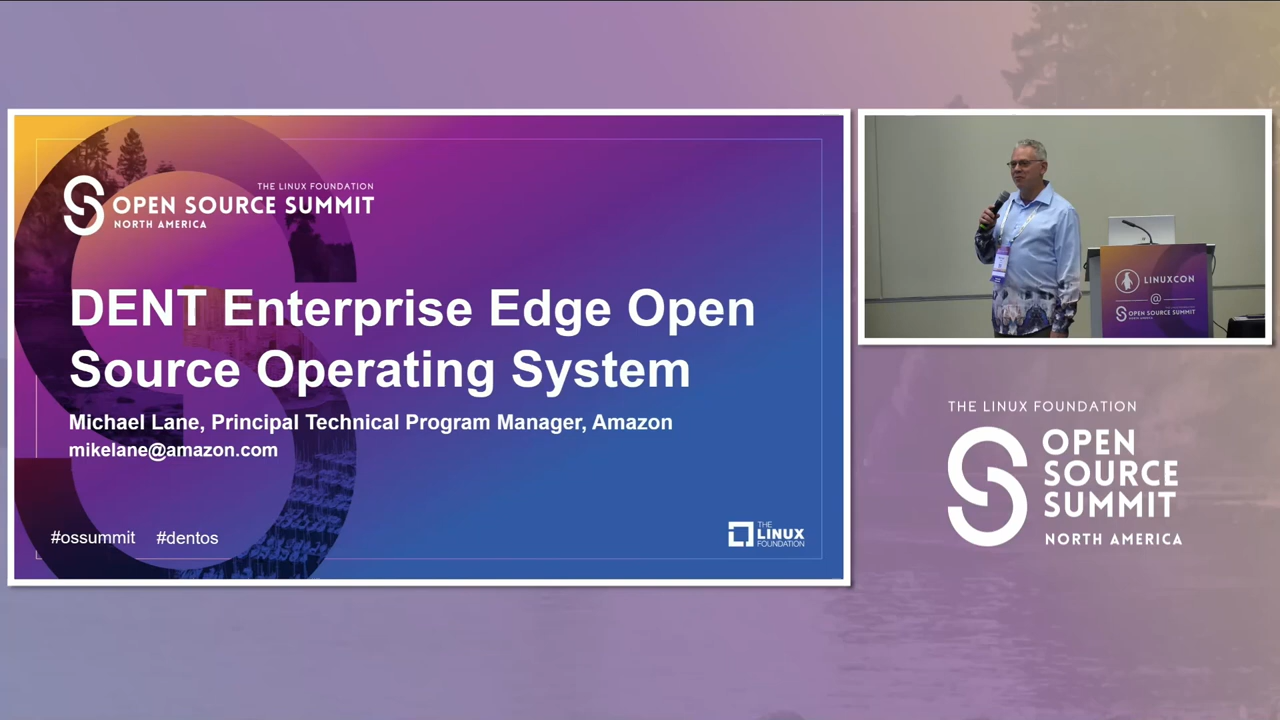 THE LINUX FOUNDATION
OPEN SOURCE SUMMIT
NORTH AMERICA
DENT Enterprise Edge Open
Source Operating System
Michael Lane, Principal Technical Program Manager, Amazon
mikelane@amazon.com
#ossummit #dentos
THE
LINUX
FOUNDATION
LINUXCON
@
OPEN SOURCE SUMMIT
NORTH AMERICA
THE LINUX FOUNDATION
OPEN
SOURCE
SUMMIT
NORTH AMERICA